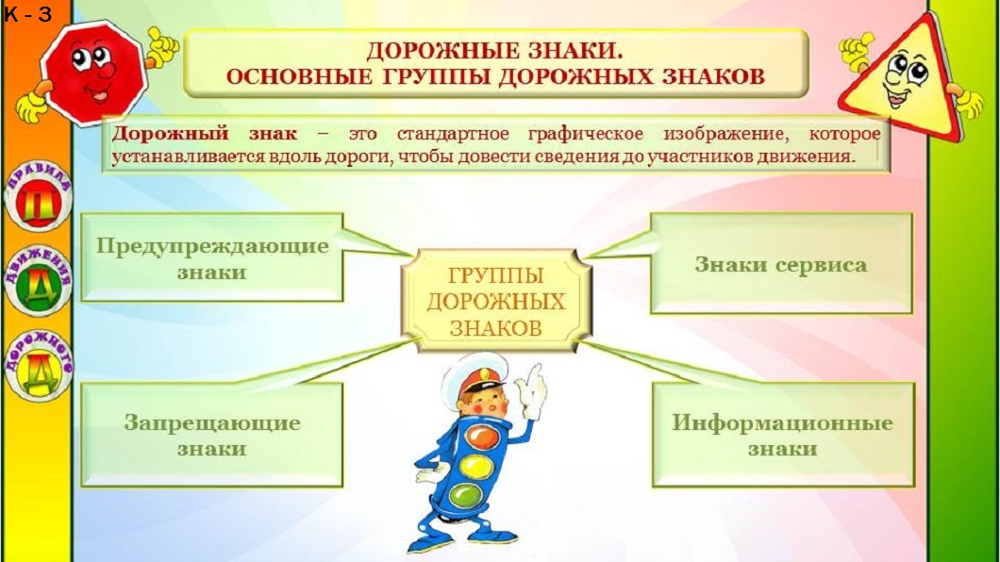 К - 3
ДОРОЖНЫЕ ЗНАКИ.
ОСНОВНЫЕ ГРУППЫ ДОРОЖНЫХ ЗНАКОВ
Дорожный знак – это стандартное графическое изображение, которое
устанавливается вдоль дороги, чтобы довести сведения до участников движения.
ПРАВИЛА
П
ДВИЖЕНИЯ
Д
ДОРОЖНОГО
Д
Предупреждающие
знаки
Знаки сервиса
ГРУППЫ
ДОРОЖНЫХ
ЗНАКОВ
Запрещающие
знаки
Информационные
знаки